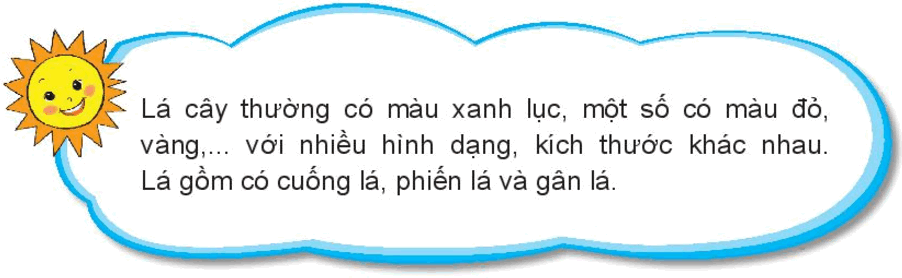 Lá cây thường có màu xanh lục, một số có màu đỏ,
vàng,... với nhiều hình dạng, kích thước khác nhau.
Lá gồm có cuống lá, phiến lá và gân lá.